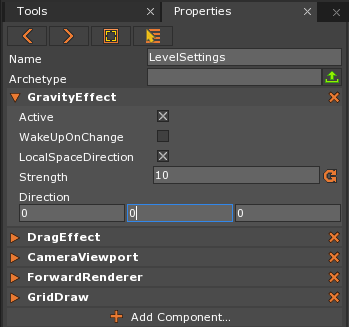 Tools
Properties
Name
LevelSettings
Archetype
GravityEffect
Active
WakeUpOnChange
LocalSpaceDirection
Strength
10
Direction
0
0
0
DragEffect
CameraViewport
ForwardRenderer
GridDraw
Add Component...